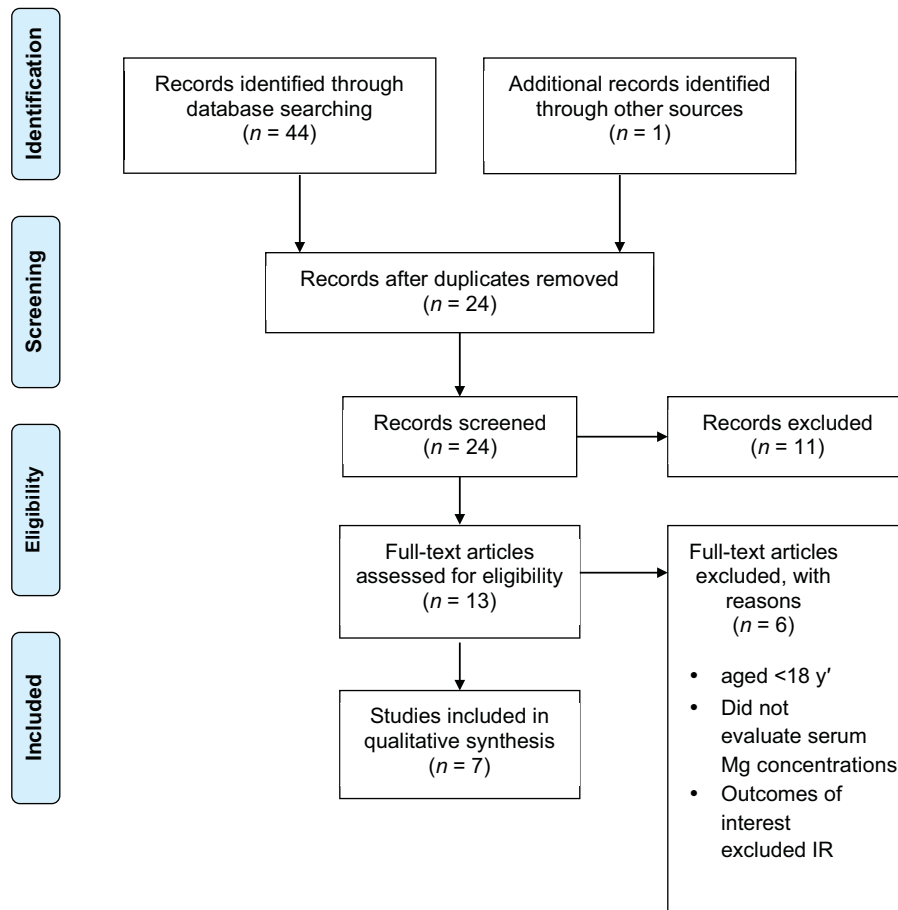 Identification
Records identified through
database searching
(n = 44)
Additional records identified
through other sources
(n = 1)
Screening
Records after duplicates removed
(n = 24)
Records screened
(n = 24)
Records excluded
(n = 11)
Eligibility
Full-text articles
assessed for eligibility
(n = 13)
Full-text articles
excluded, with
reasons
(n = 6)
• aged <18 y′
• Did not
evaluate serum
Mg concentrations
• Outcomes of
interest
excluded IR
Included
Studies included in
qualitative synthesis
(n = 7)